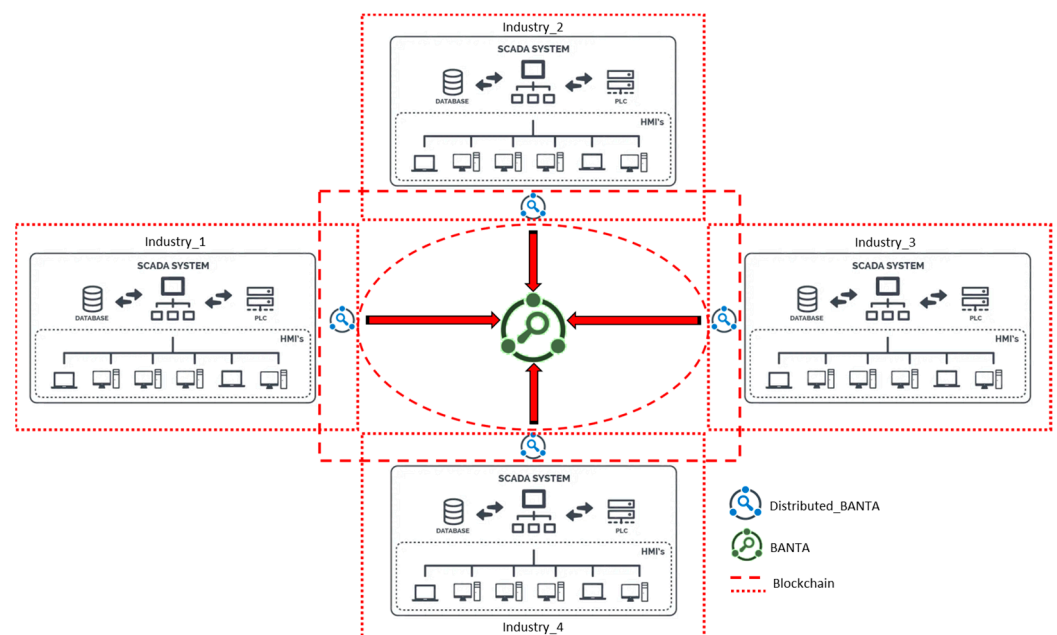 Industry_2
SCADA SYSTEM
DATABASE
PLC
HMI's
Industry_1
SCADA SYSTEM
DATABASE
PLC
HMI's
Industry_3
SCADA SYSTEM
DATABASE
PLC
HMI's
SCADA SYSTEM
DATABASE
PLC
HMI's
Industry_4
Distributed_BANTA
BANTA
Blockchain